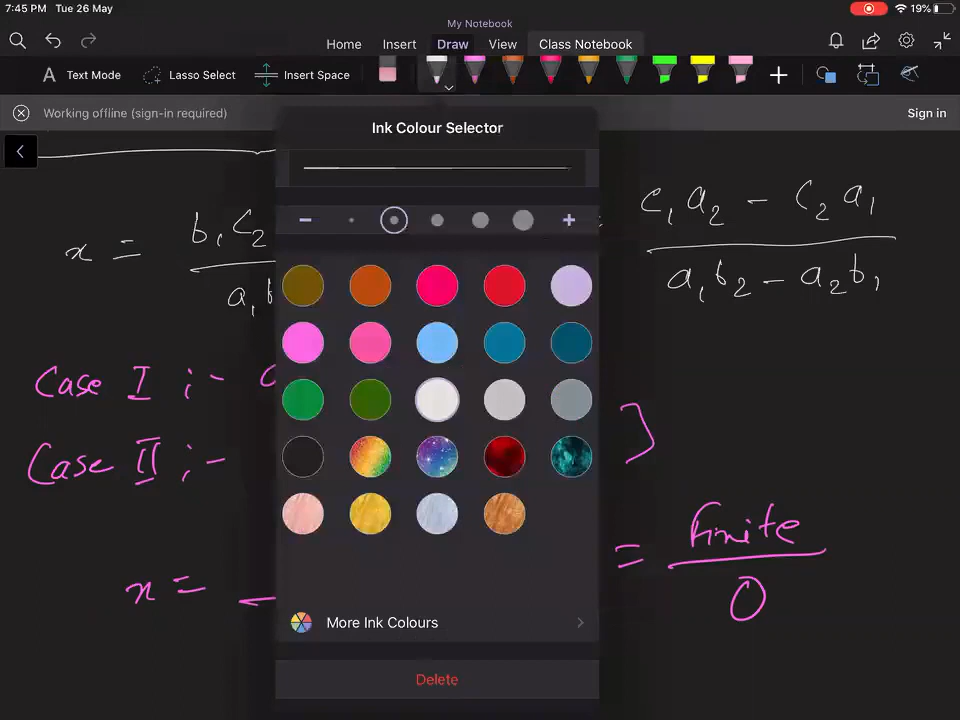 7:45 PM Tue 26 May 19%
My Notebook
Home Insert Draw View Class Notebook
A Text Mode Lasso Select Insert Space
Working offline (sign-in required) Sign in
Ink Colour Selector
x = b₁C₂ C₁a₂ - C₂a₁
a₁b₂ - a₂b₁
Case I ;-
Case II ;- }
x = = finite
0
More Ink Colours
Delete